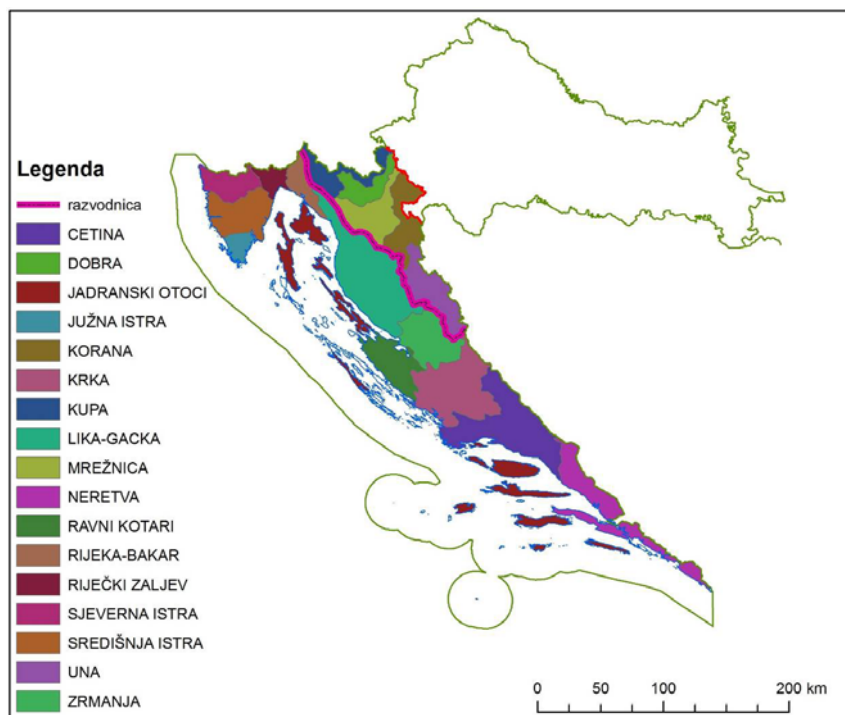 Legenda
razvodnica
CETINA
DOBRA
JADRANSKI OTOCI
JUŽNA ISTRA
KORANA
KRKA
KUPA
LIKA-GACKA
MREŽNICA
NERETVA
RAVNI KOTARI
RIJEKA-BAKAR
RIJEČKI ZALJEV
SJEVERNA ISTRA
SREDIŠNJA ISTRA
UNA
ZRMANJA
0 50 100 200 km